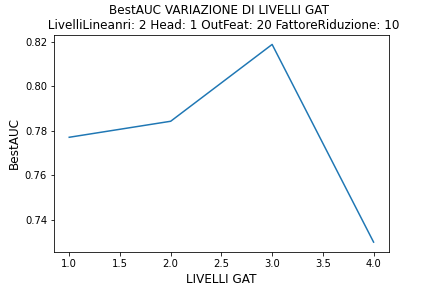 BestAUC VARIAZIONE DI LIVELLI GAT
LivelliLineanri: 2 Head: 1 OutFeat: 20 FattoreRiduzione: 10
0.82
0.80
0.78
0.76
0.74
BestAUC
1.0 1.5 2.0 2.5 3.0 3.5 4.0
LIVELLI GAT